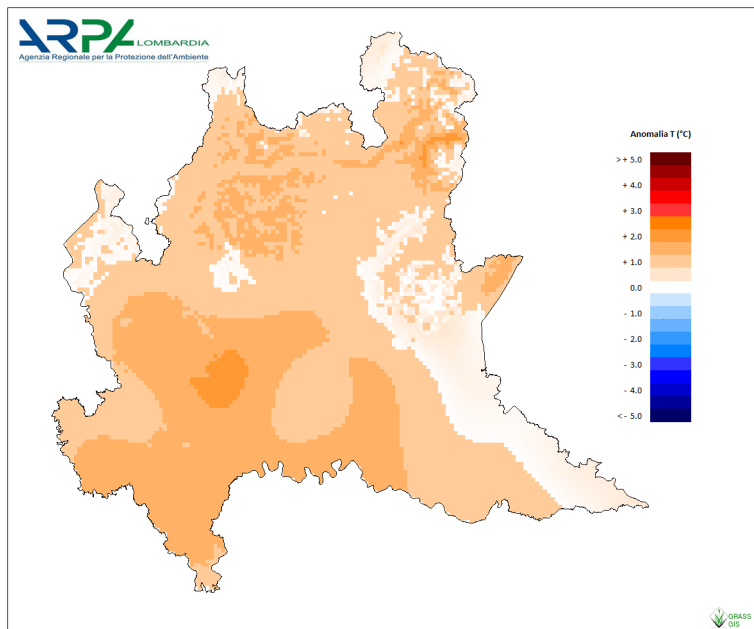 ARPA LOMBARDIA
Agenzia Regionale per la Protezione dell'Ambiente
Anomalia T (°C)
> + 5.0
+ 4.0
+ 3.0
+ 2.0
+ 1.0
0.0
- 1.0
- 2.0
- 3.0
- 4.0
< - 5.0
GRASS
GIS